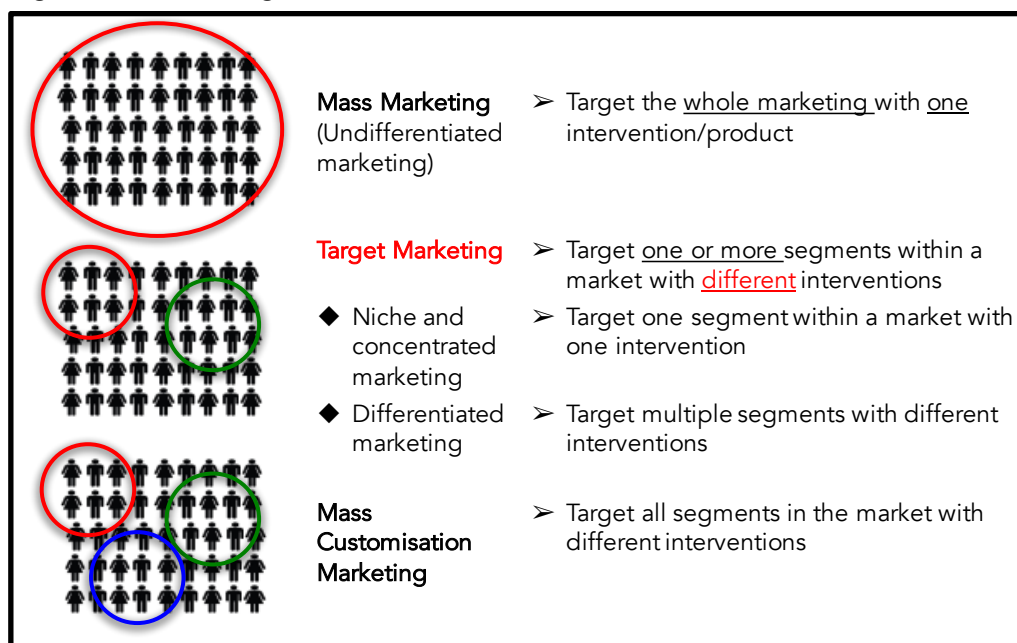 Mass Marketing ➢ Target the whole marketing with one
(Undifferentiated intervention/product
marketing)
Target Marketing ➢ Target one or more segments within a
market with different interventions
◆ Niche and ➢ Target one segment within a market with
concentrated one intervention
marketing
◆ Differentiated ➢ Target multiple segments with different
marketing interventions
Mass ➢ Target all segments in the market with
Customisation different interventions
Marketing